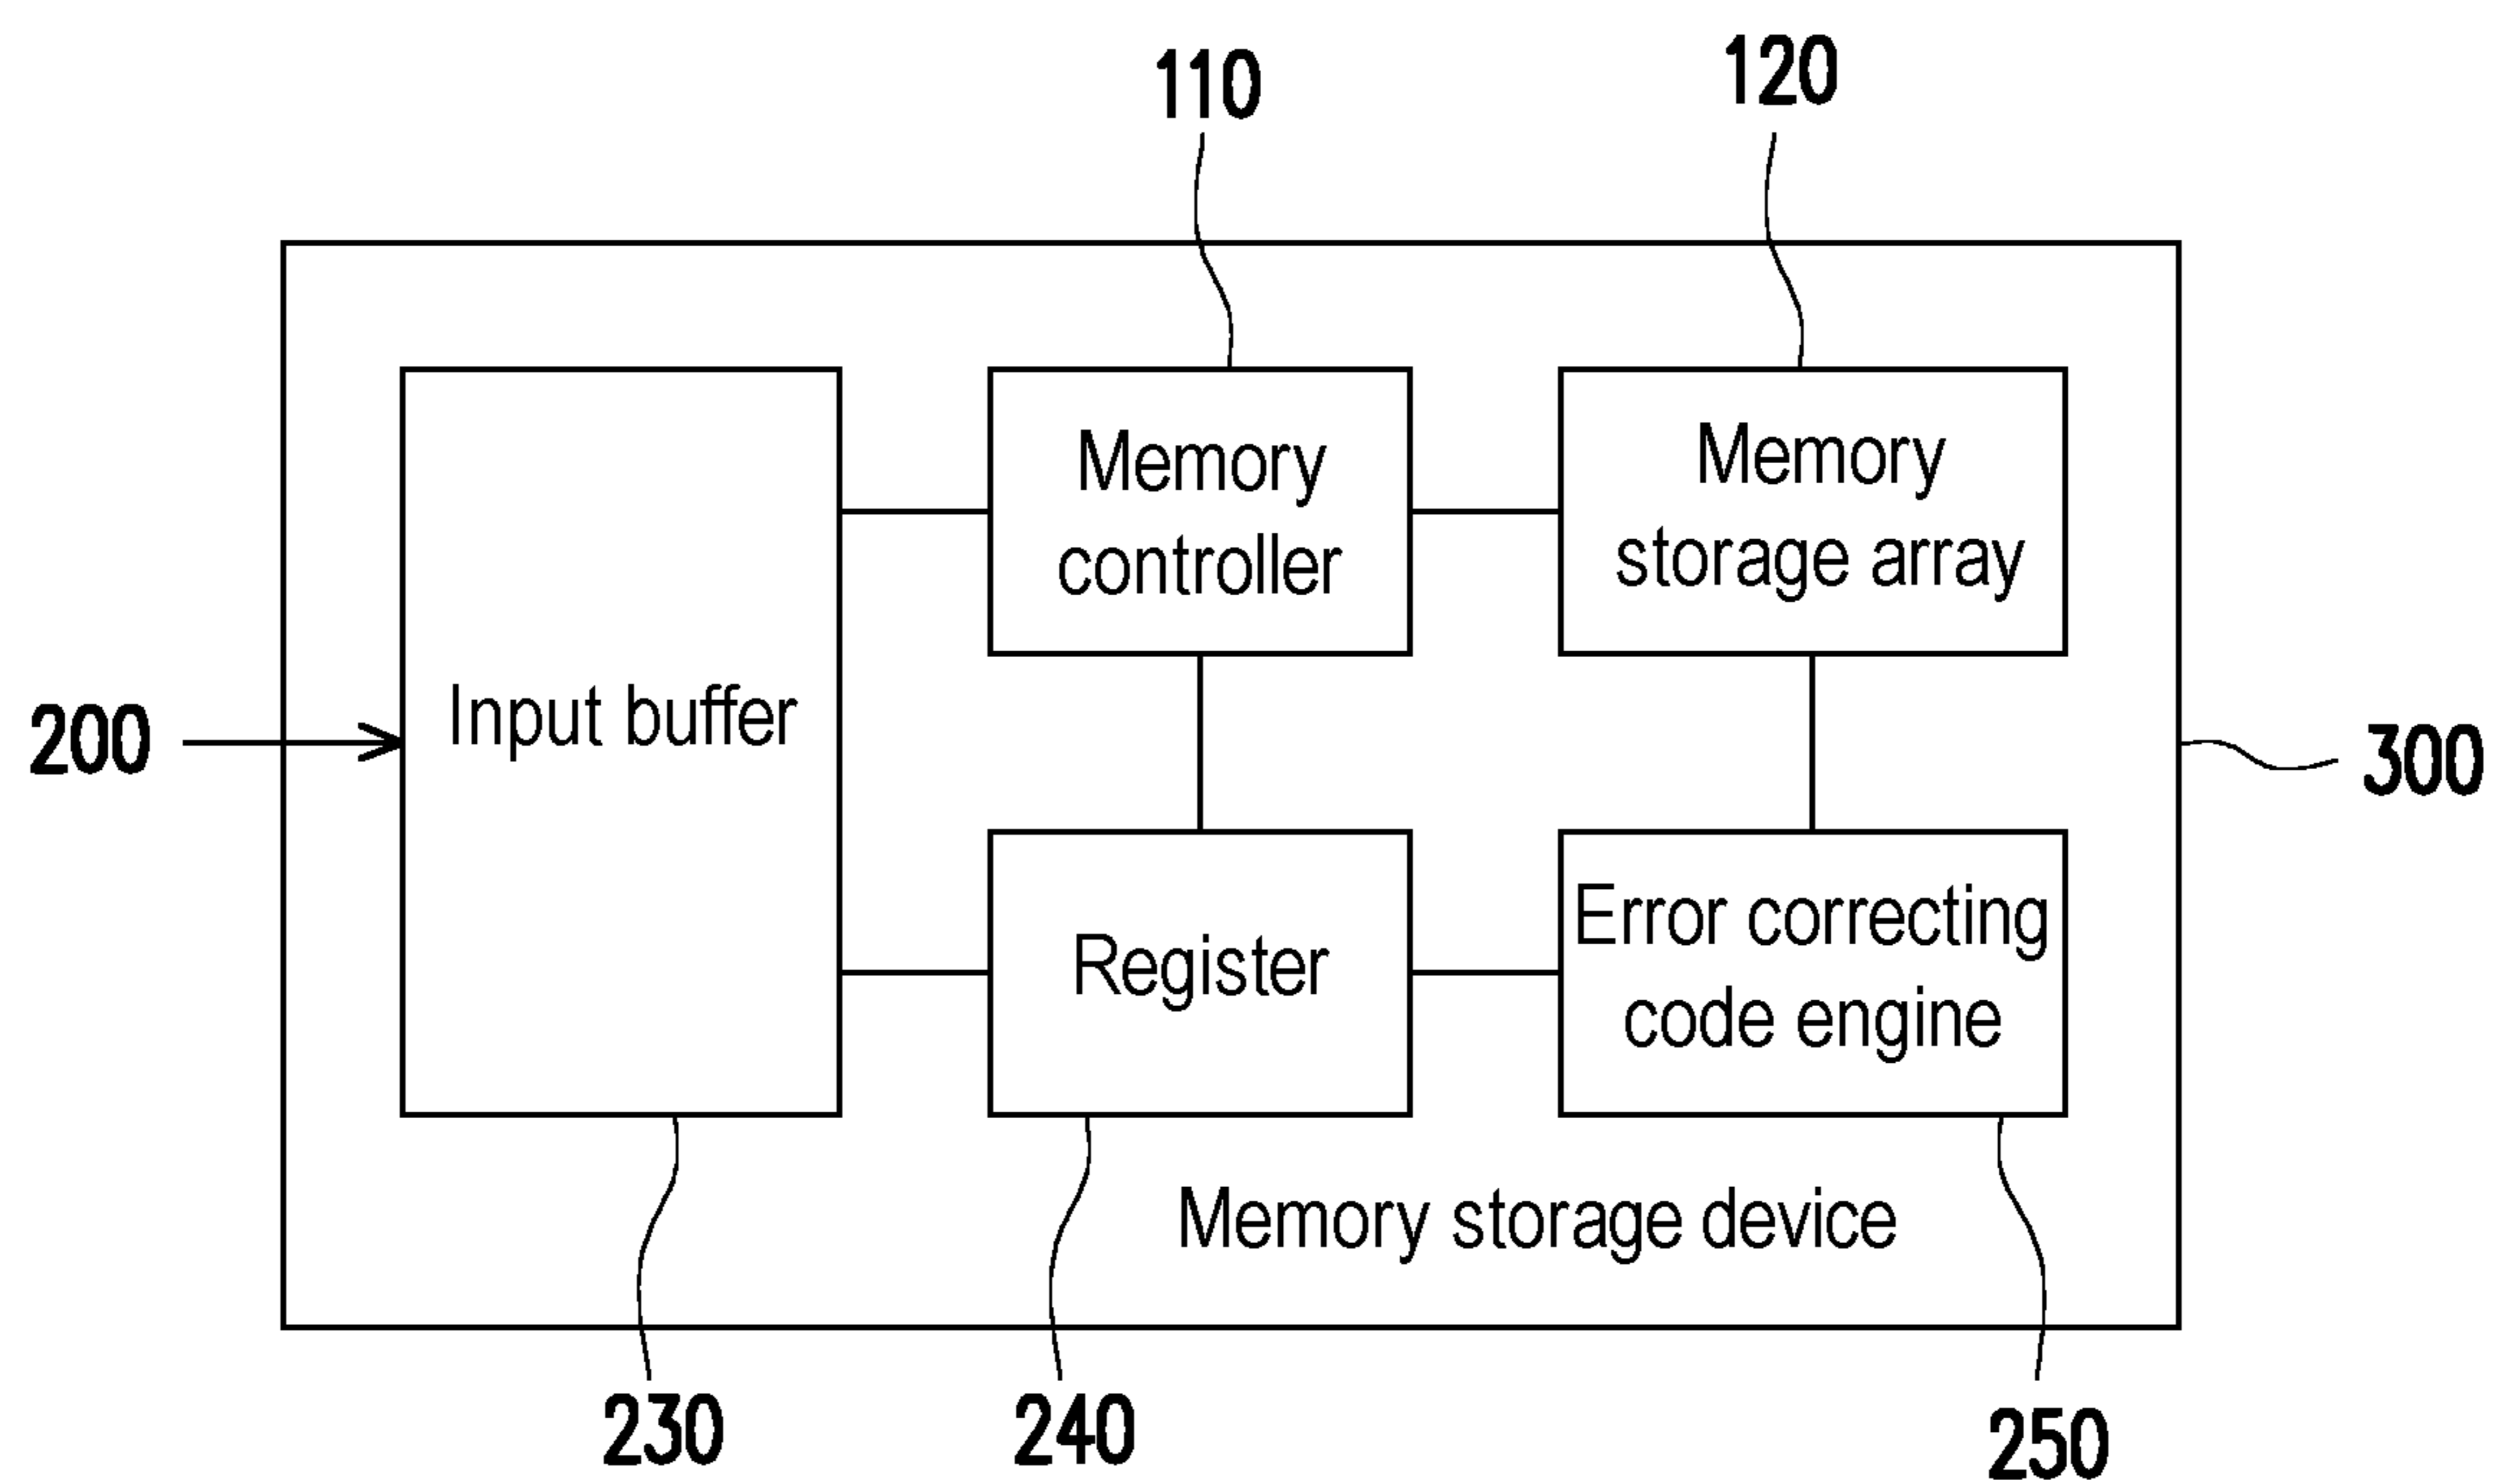 110
120
Memory
controller
Memory
storage array
200
Input buffer
300
Register
Error correcting
code engine
Memory storage device
230
240
250